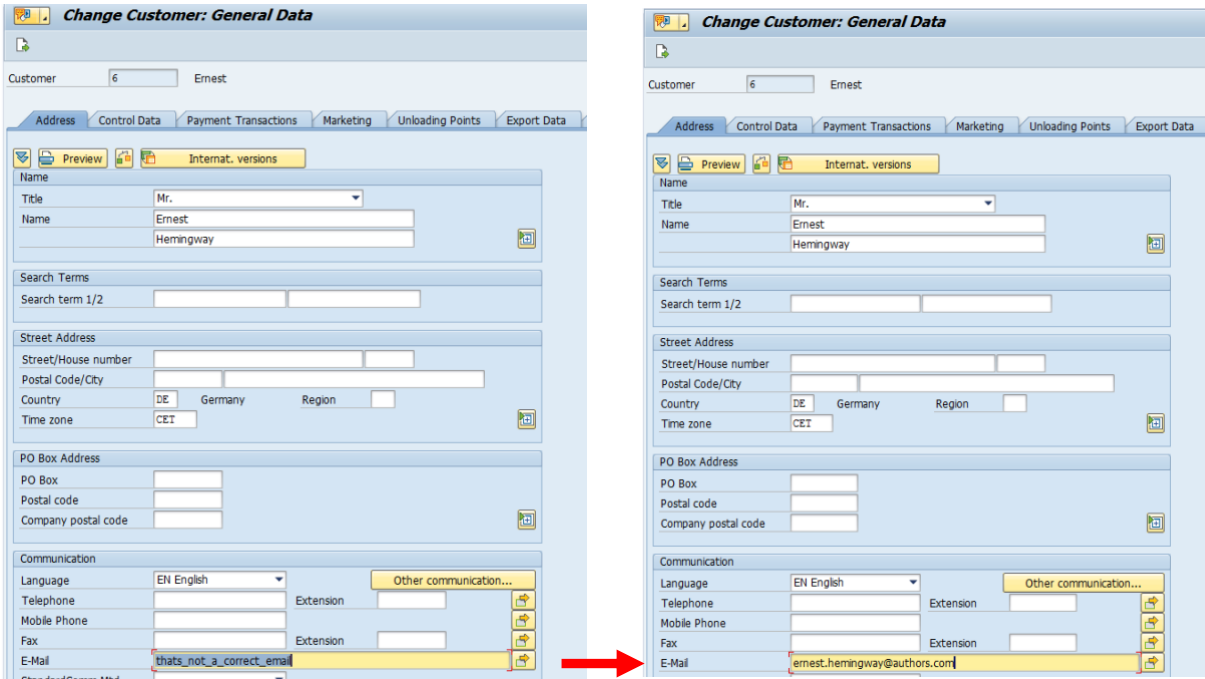 Change Customer: General Data
Customer 6 Ernest
Address Control Data Payment Transactions Marketing Unloading Points Export Data
Preview Internat. versions
Name
Title Mr.
Name Ernest
Hemingway
Search Terms
Search term 1/2
Street Address
Street/House number
Postal Code/City
Country DE Germany Region
Time zone CET
PO Box Address
PO Box
Postal code
Company postal code
Communication
Language EN English Other communication...
Telephone Extension
Mobile Phone
Fax Extension
E-Mail thats_not_a_correct_email
Change Customer: General Data
Customer 6 Ernest
Address Control Data Payment Transactions Marketing Unloading Points Export Data
Preview Internat. versions
Name
Title Mr.
Name Ernest
Hemingway
Search Terms
Search term 1/2
Street Address
Street/House number
Postal Code/City
Country DE Germany Region
Time zone CET
PO Box Address
PO Box
Postal code
Company postal code
Communication
Language EN English Other communication...
Telephone Extension
Mobile Phone
Fax Extension
E-Mail ernest.hemingway@authors.com